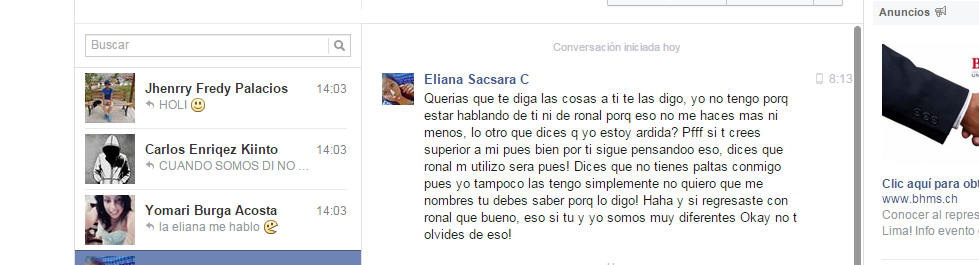 Buscar
Jhenrry Fredy Palacios 14:03
HOLI
Carlos Enriqez Kiinto 14:03
CUANDO SOMOS DI NO ...
Yomari Burga Acosta 14:03
la eliana me hablo
Conversación iniciada hoy
Eliana Sacsara C 8:13
Querias que te diga las cosas a ti te las digo, yo no tengo porq
estar hablando de ti ni de ronal porq eso no me haces mas ni
menos, lo otro que dices q yo estoy ardida? Pfff si t crees
superior a mi pues bien por ti sigue pensandoo eso, dices que
ronal m utilizo sera pues! Dices que no tienes paltas conmigo
pues yo tampoco las tengo simplemente no quiero que me
nombres tu debes saber porq lo digo! Haha y si regresaste con
ronal que bueno, eso si tu y yo somos muy diferentes Okay no t
olvides de eso!
Anuncios
Clic aquí para obt
www.bhms.ch
Conocer al repres
Lima! Info evento